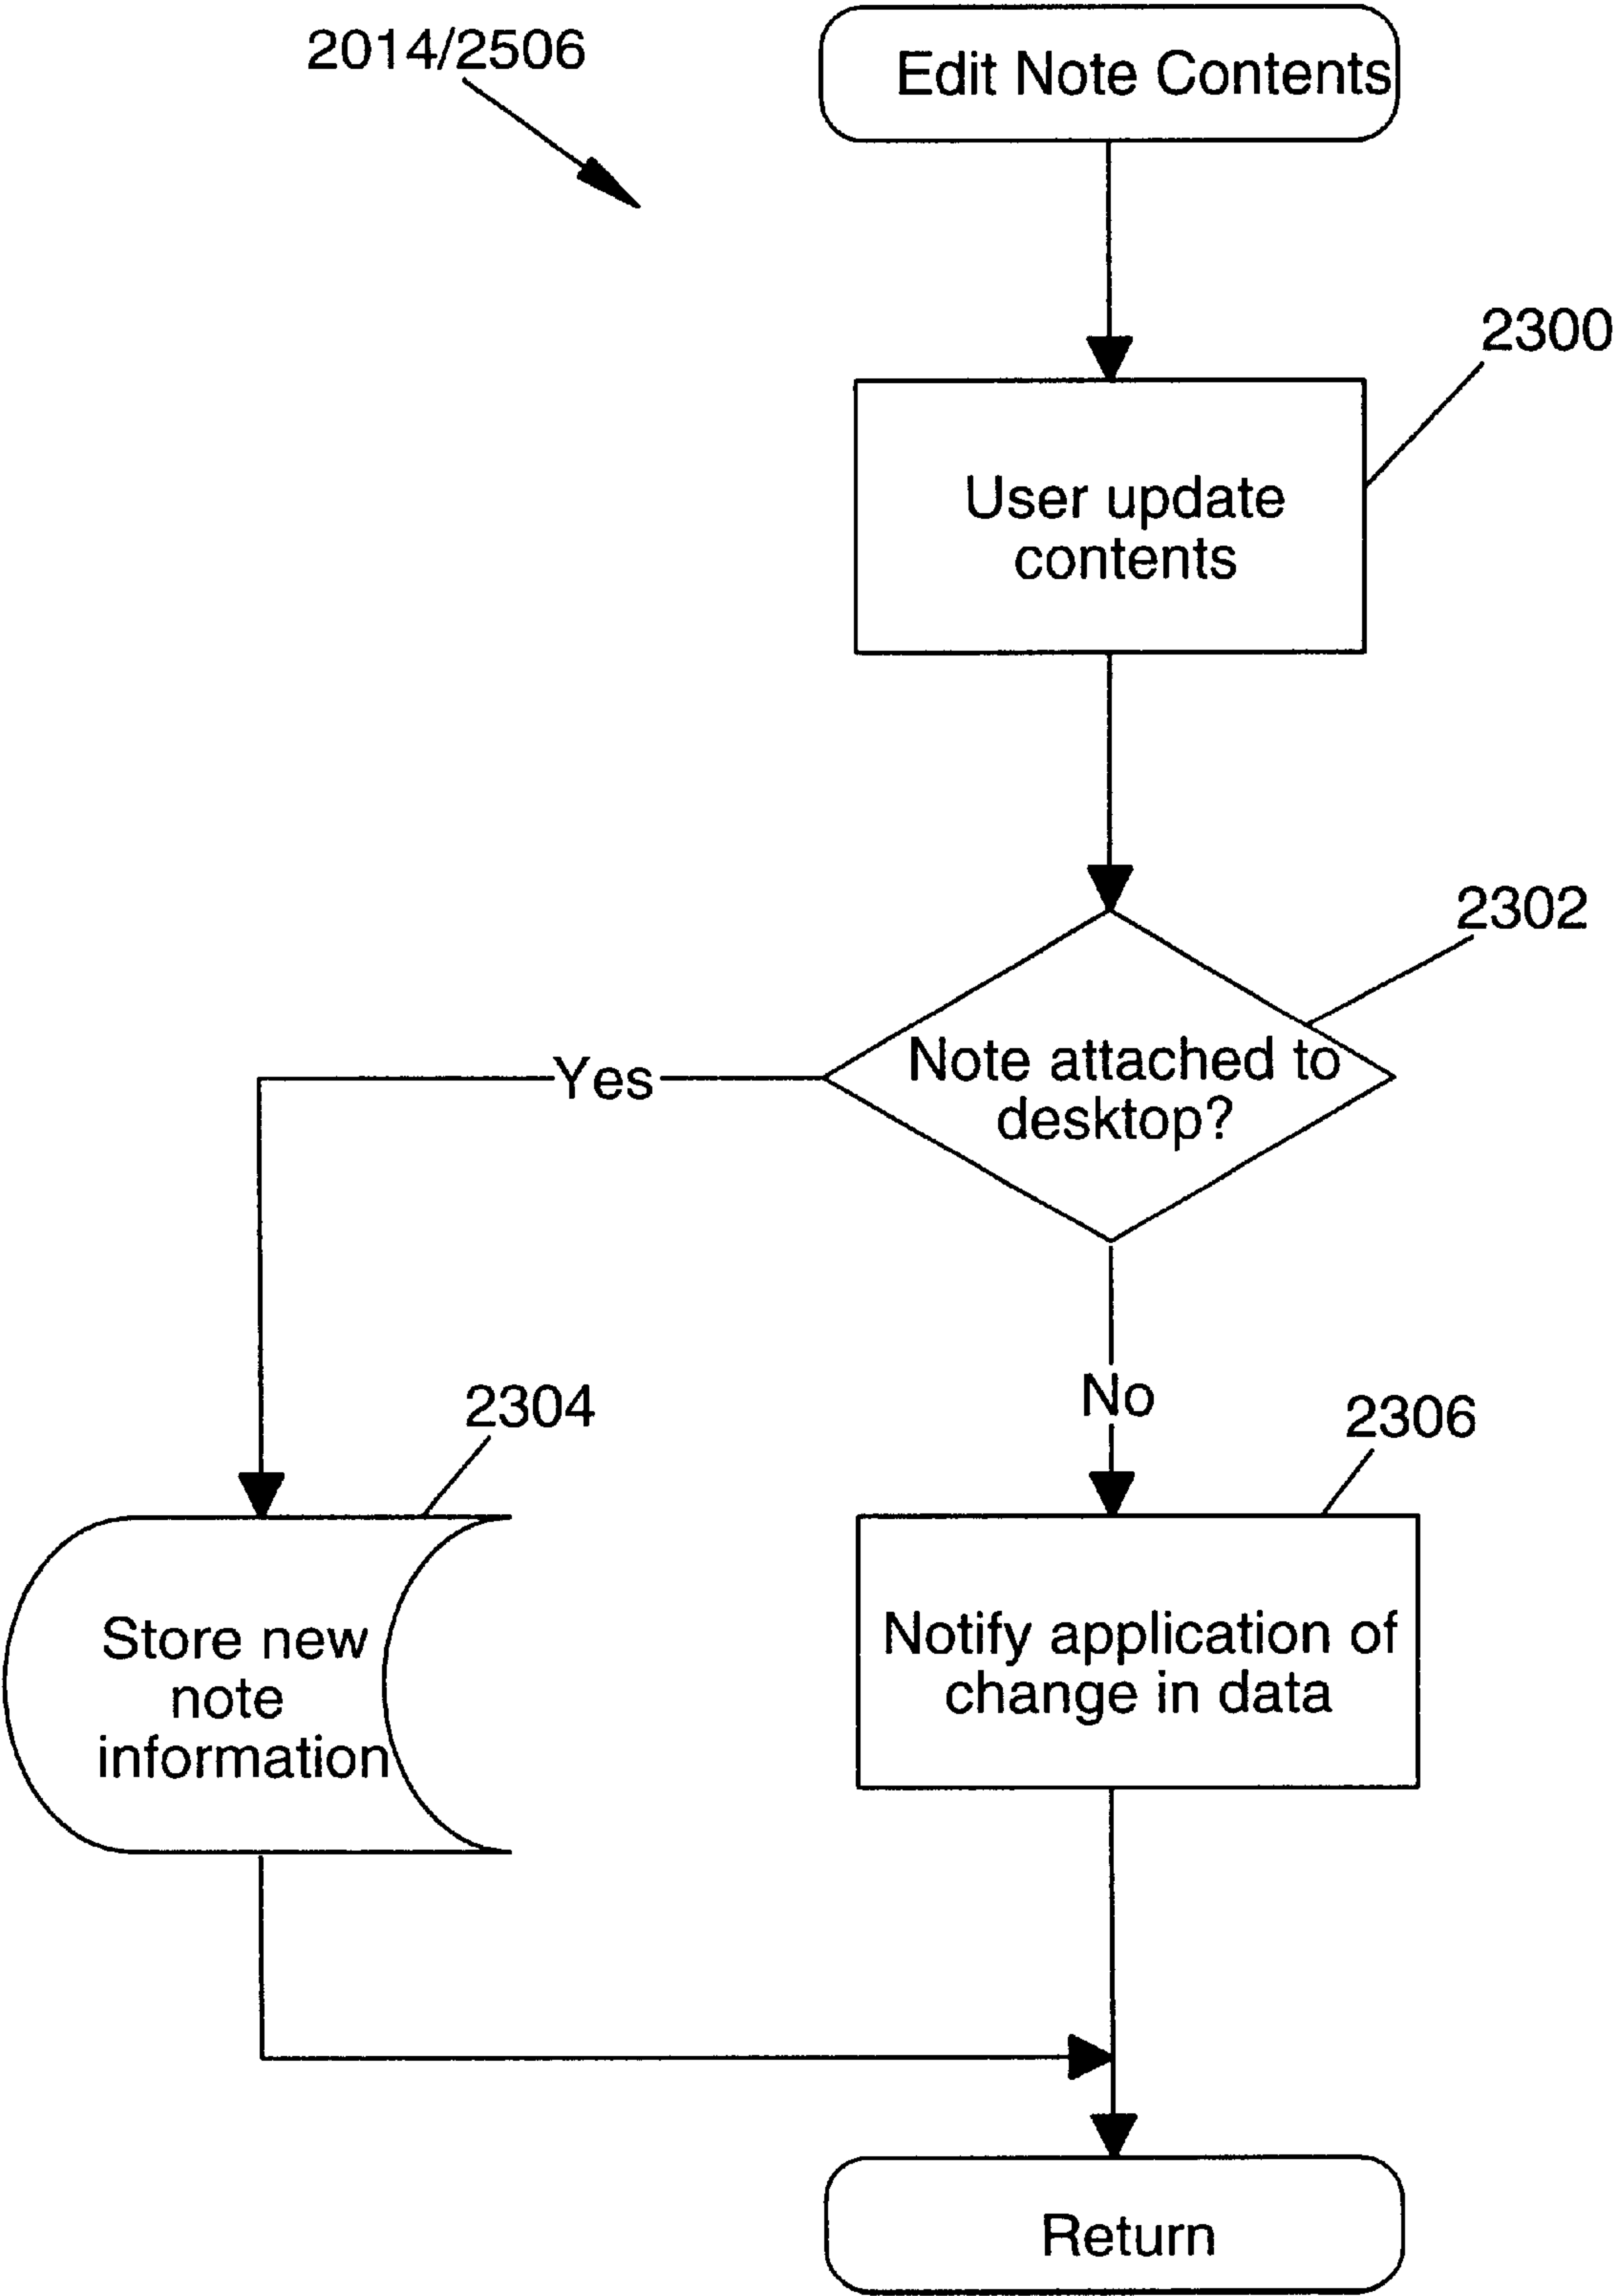 2014/2506
Edit Note Contents
2300
User update
contents
2302
Note attached to
desktop?
Yes
No
2304
2306
Store new
note
information
Notify application of
change in data
Return